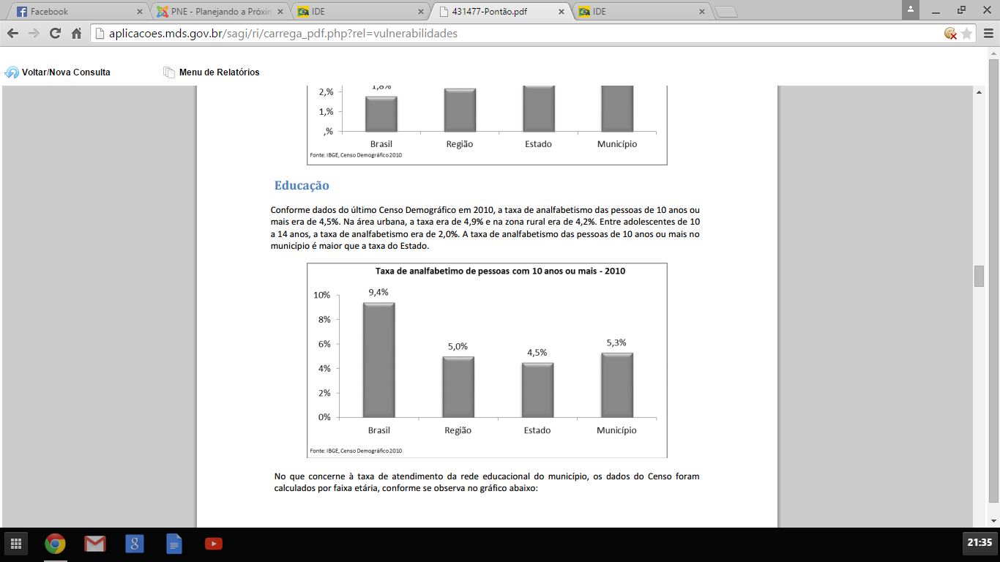 Facebook
PNE - Planejando a Próxin
IDE
431477-Pontão.pdf
IDE
aplicacoes.mds.gov.br/sagi/ri/carrega_pdf.php?rel=vulnerabilidades
Voltar/Nova Consulta
Menu de Relatórios
1,8%
2,%
1,%
,%
Brasil Região Estado Município
Fonte: IBGE, Censo Demográfico 2010
Educação
Conforme dados do último Censo Demográfico em 2010, a taxa de analfabetismo das pessoas de 10 anos ou
mais era de 4,5%. Na área urbana, a taxa era de 4,9% e na zona rural era de 4,2%. Entre adolescentes de 10
a 14 anos, a taxa de analfabetismo era de 2,0%. A taxa de analfabetismo das pessoas de 10 anos ou mais no
município é maior que a taxa do Estado.
Taxa de analfabetimo de pessoas com 10 anos ou mais - 2010
10%
8%
6%
4%
2%
0%
9,4%
5,0%
4,5%
5,3%
Brasil Região Estado Município
Fonte: IBGE, Censo Demográfico 2010
No que concerne à taxa de atendimento da rede educacional do município, os dados do Censo foram
calculados por faixa etária, conforme se observa no gráfico abaixo:
8
21:35